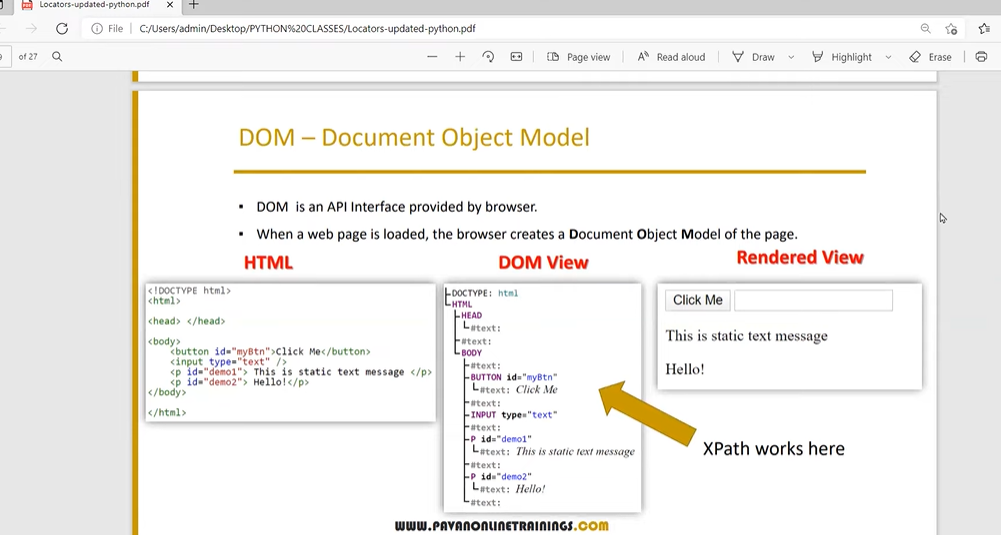 Locators-updated-python.pdf
File
C:/Users/admin/Desktop/PYTHON%20CLASSES/Locators-updated-python.pdf
of 27
Page view
Read aloud
Draw
Highlight
Erase
DOM – Document Object Model
▪ DOM is an API Interface provided by browser.
▪ When a web page is loaded, the browser creates a Document Object Model of the page.
HTML
<!DOCTYPE html>
<html>
<head> </head>
<body>
<button id="myBtn">Click Me</button>
<input type="text" />
<p id="demo1"> This is static text message </p>
<p id="demo2"> Hello!</p>
</body>
</html>
DOM View
DOCTYPE: html
HTML
HEAD
#text:
#text:
BODY
#text:
BUTTON id="myBtn"
#text: Click Me
#text:
INPUT type="text"
#text:
P id="demo1"
#text: This is static text message
#text:
P id="demo2"
#text: Hello!
#text:
Rendered View
Click Me
This is static text message
Hello!
XPath works here
WWW.PAVANONLINETRAININGS.COM